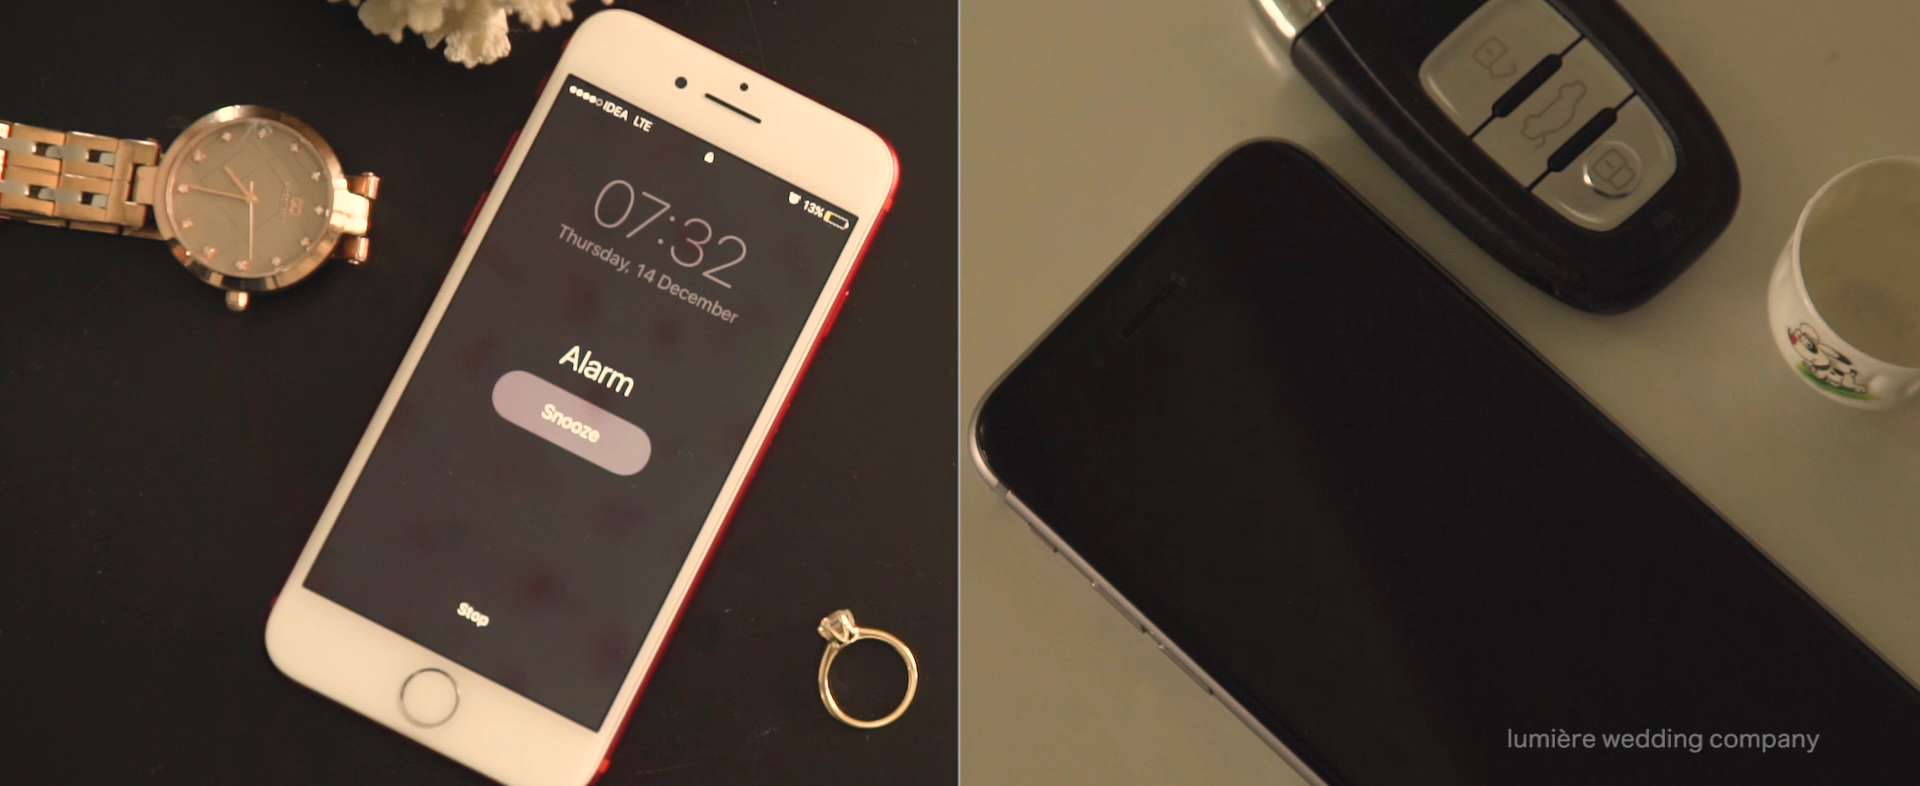 IDEA LTE
13%
07:32
Thursday, 14 December
Alarm
Snooze
Stop
lumière wedding company